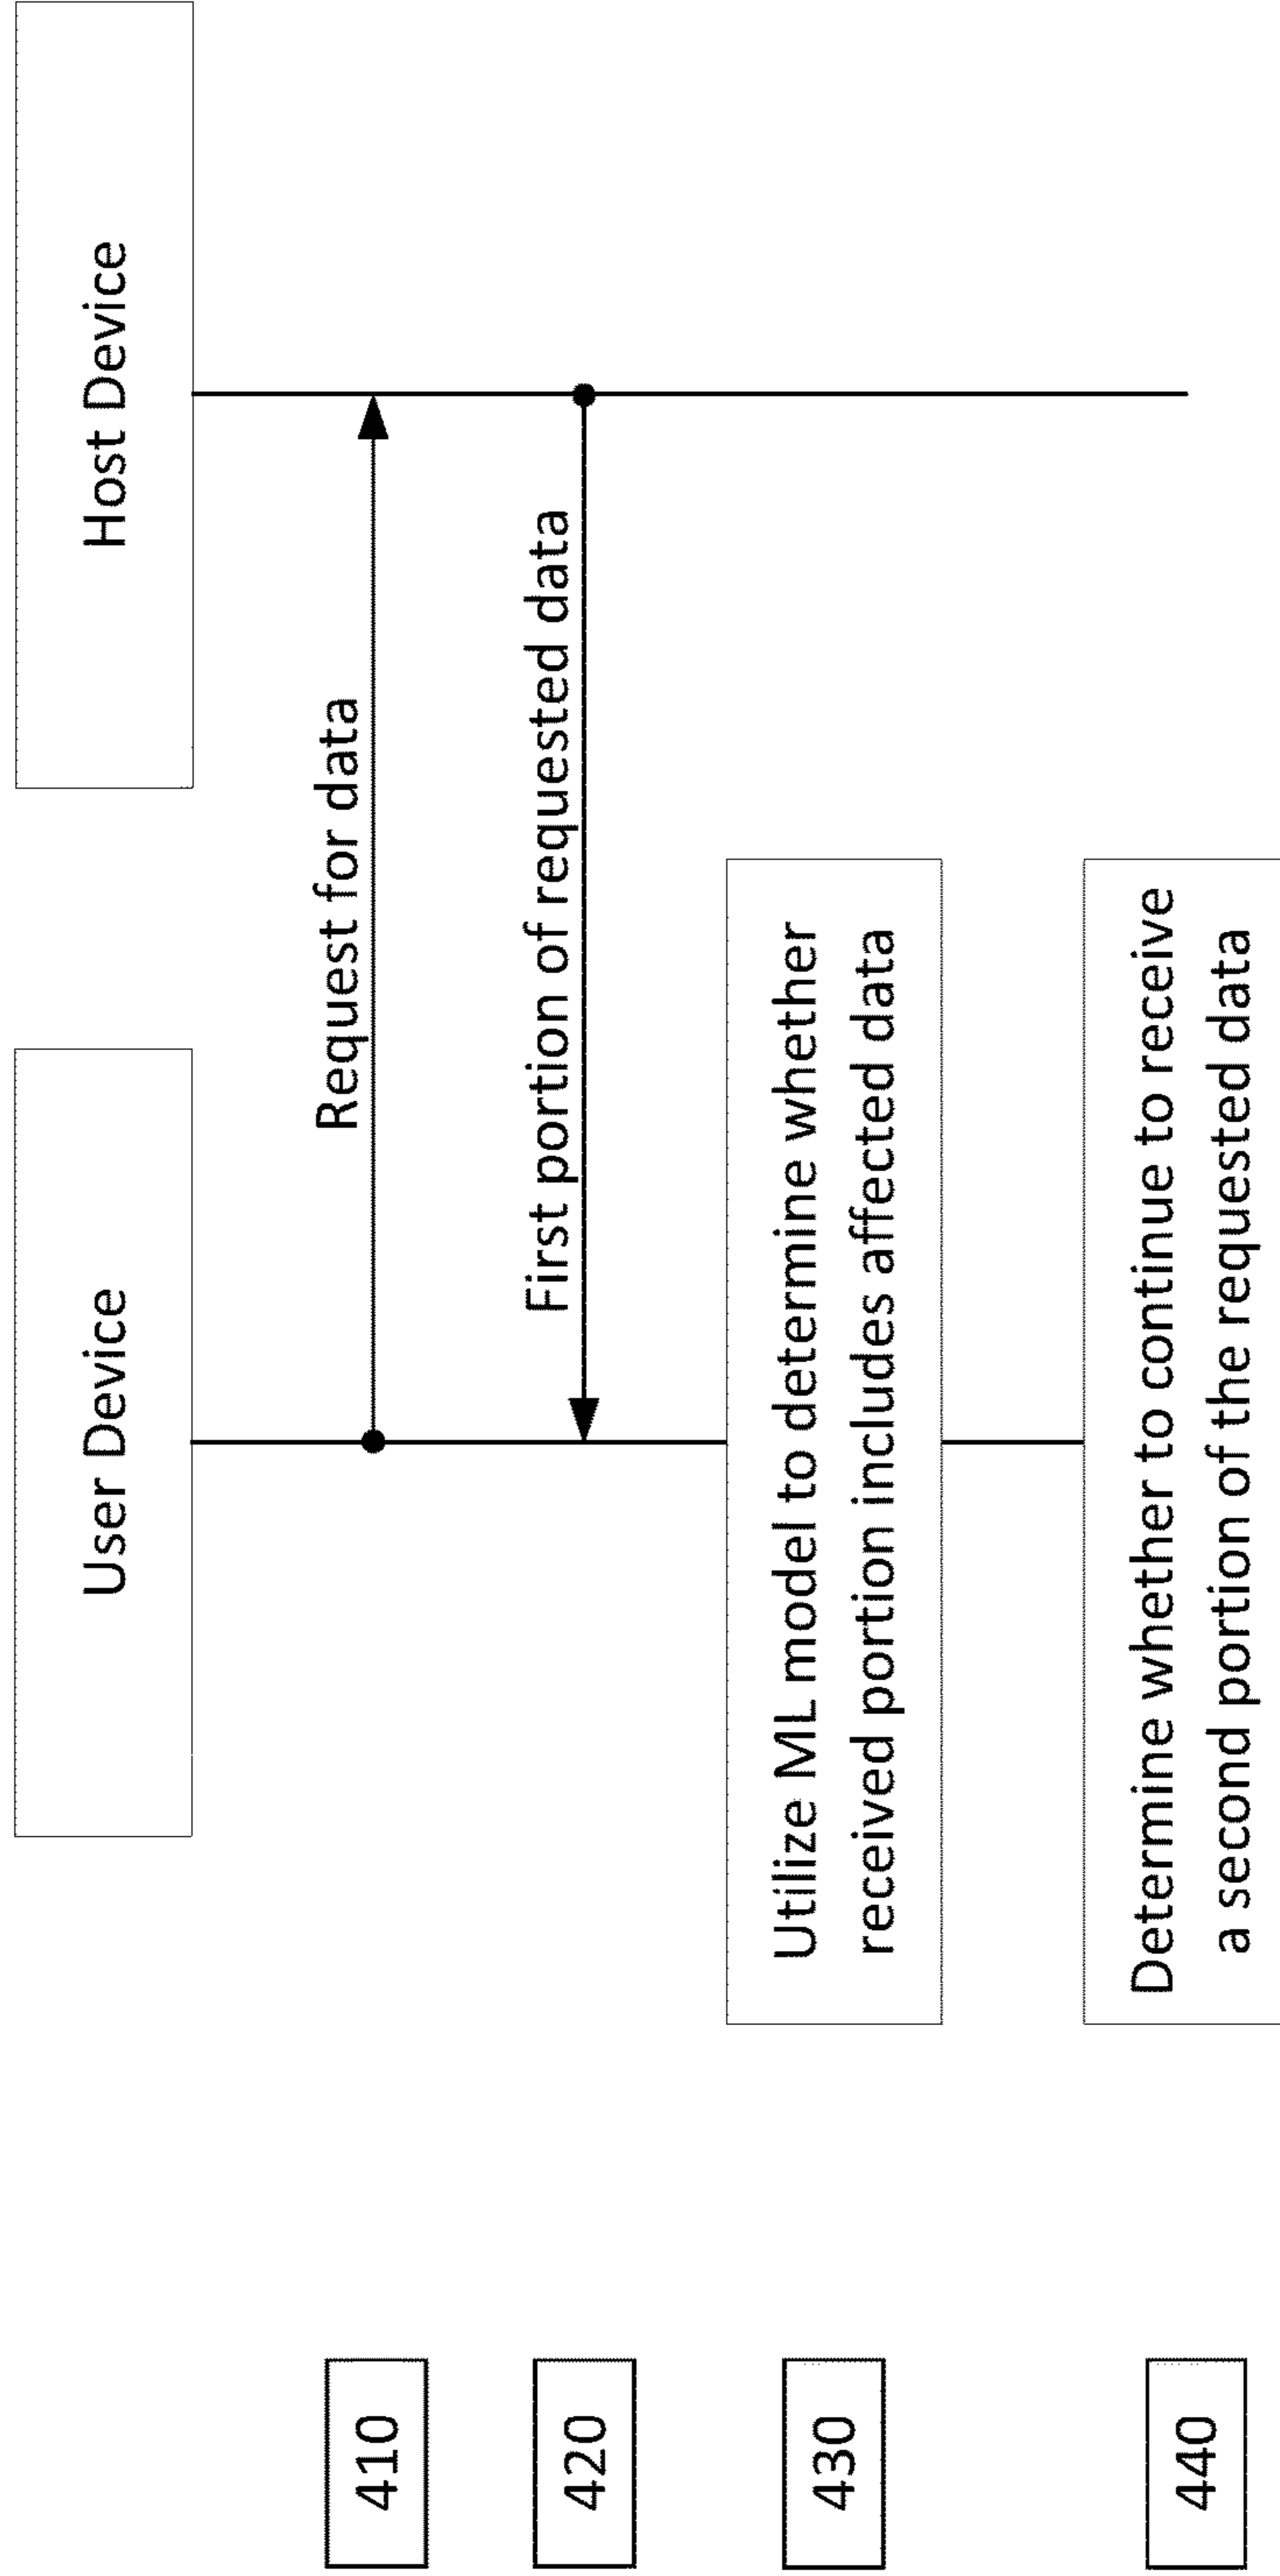 User Device
Host Device
410
Request for data
420
First portion of requested data
430
Utilize ML model to determine whether
received portion includes affected data
440
Determine whether to continue to receive
a second portion of the requested data